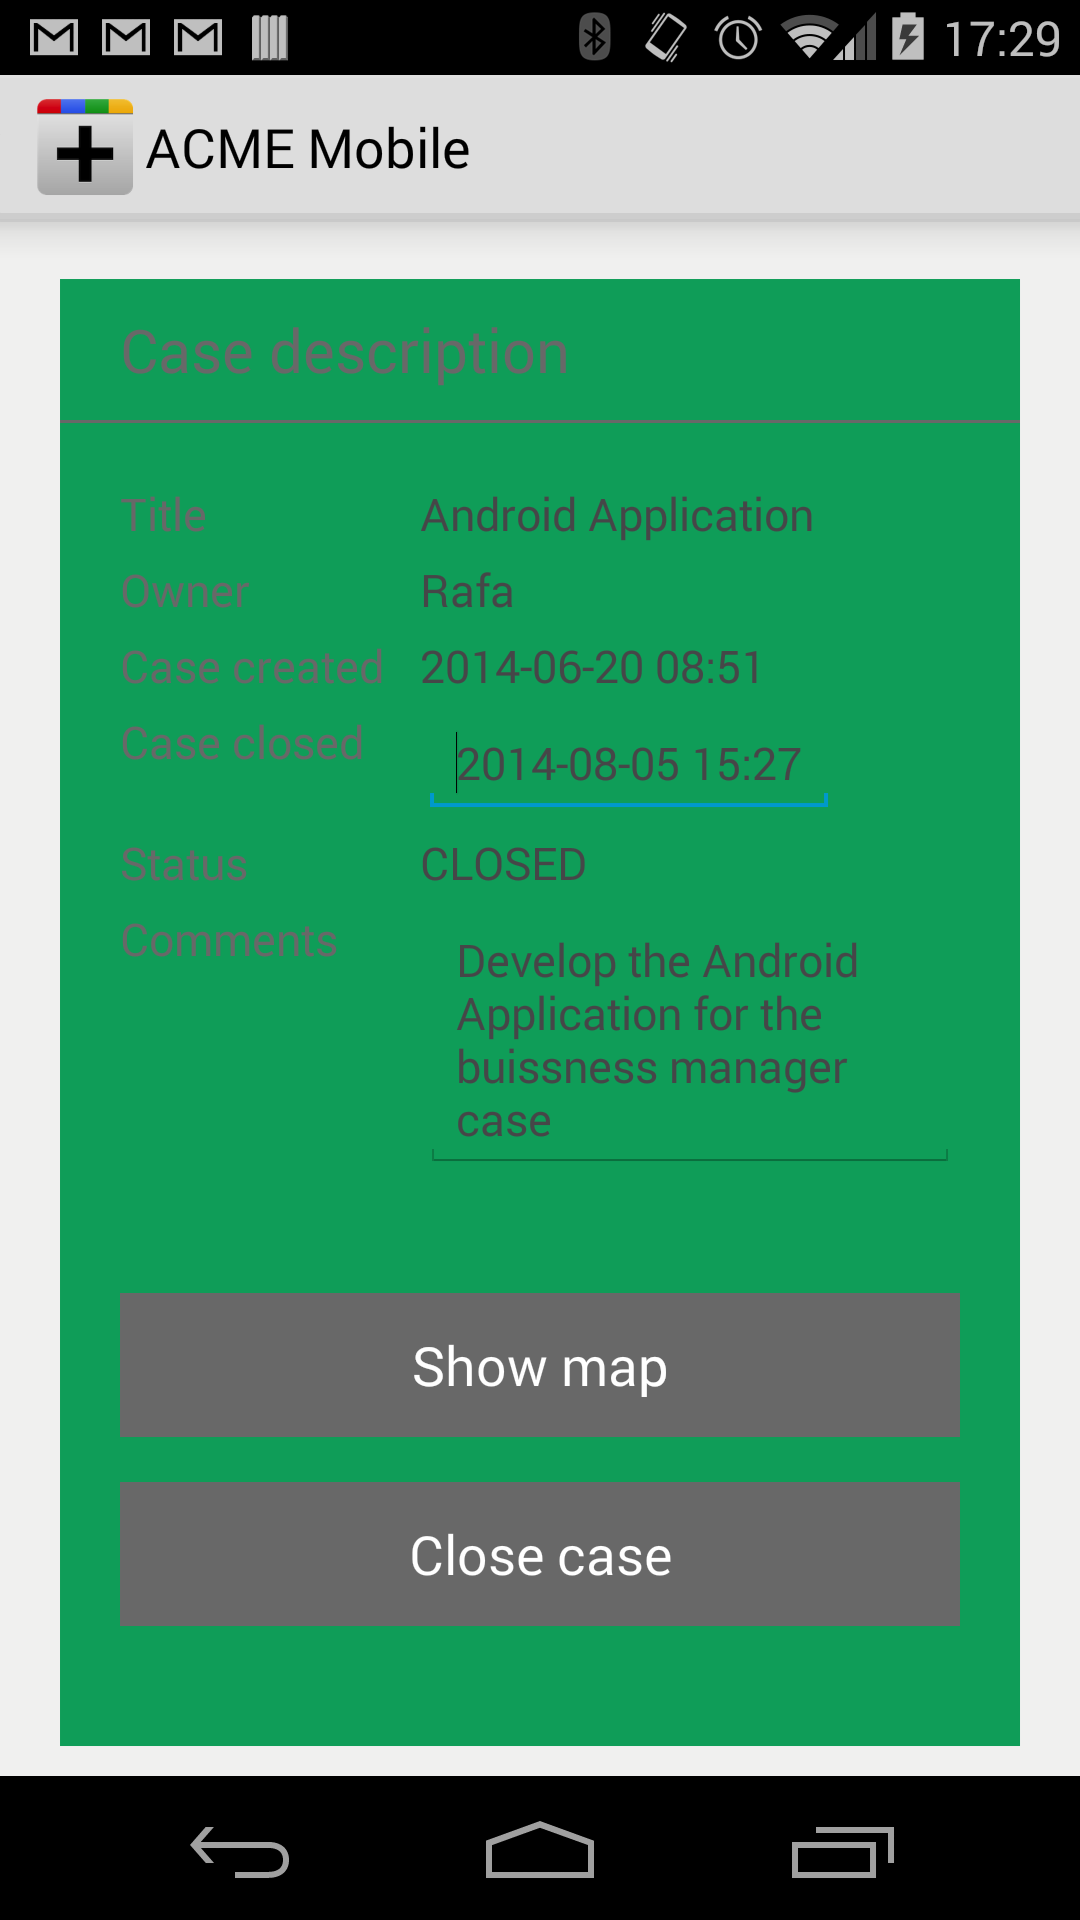 17:29
ACME Mobile
Case description
Title Android Application
Owner Rafa
Case created 2014-06-20 08:51
Case closed 2014-08-05 15:27
Status CLOSED
Comments Develop the Android
Application for the
buissness manager
case
Show map
Close case